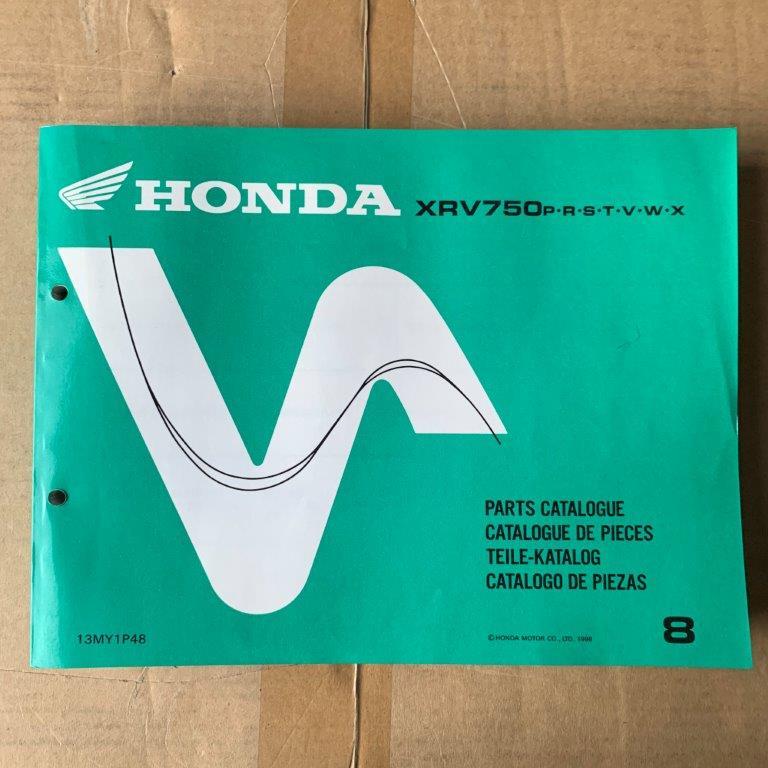 HONDA XRV750P·R·S·T·V·W·X
PARTS CATALOGUE
CATALOGUE DE PIECES
TEILE-KATALOG
CATALOGO DE PIEZAS
13MY1P48
© HONDA MOTOR CO., LTD. 1998
8